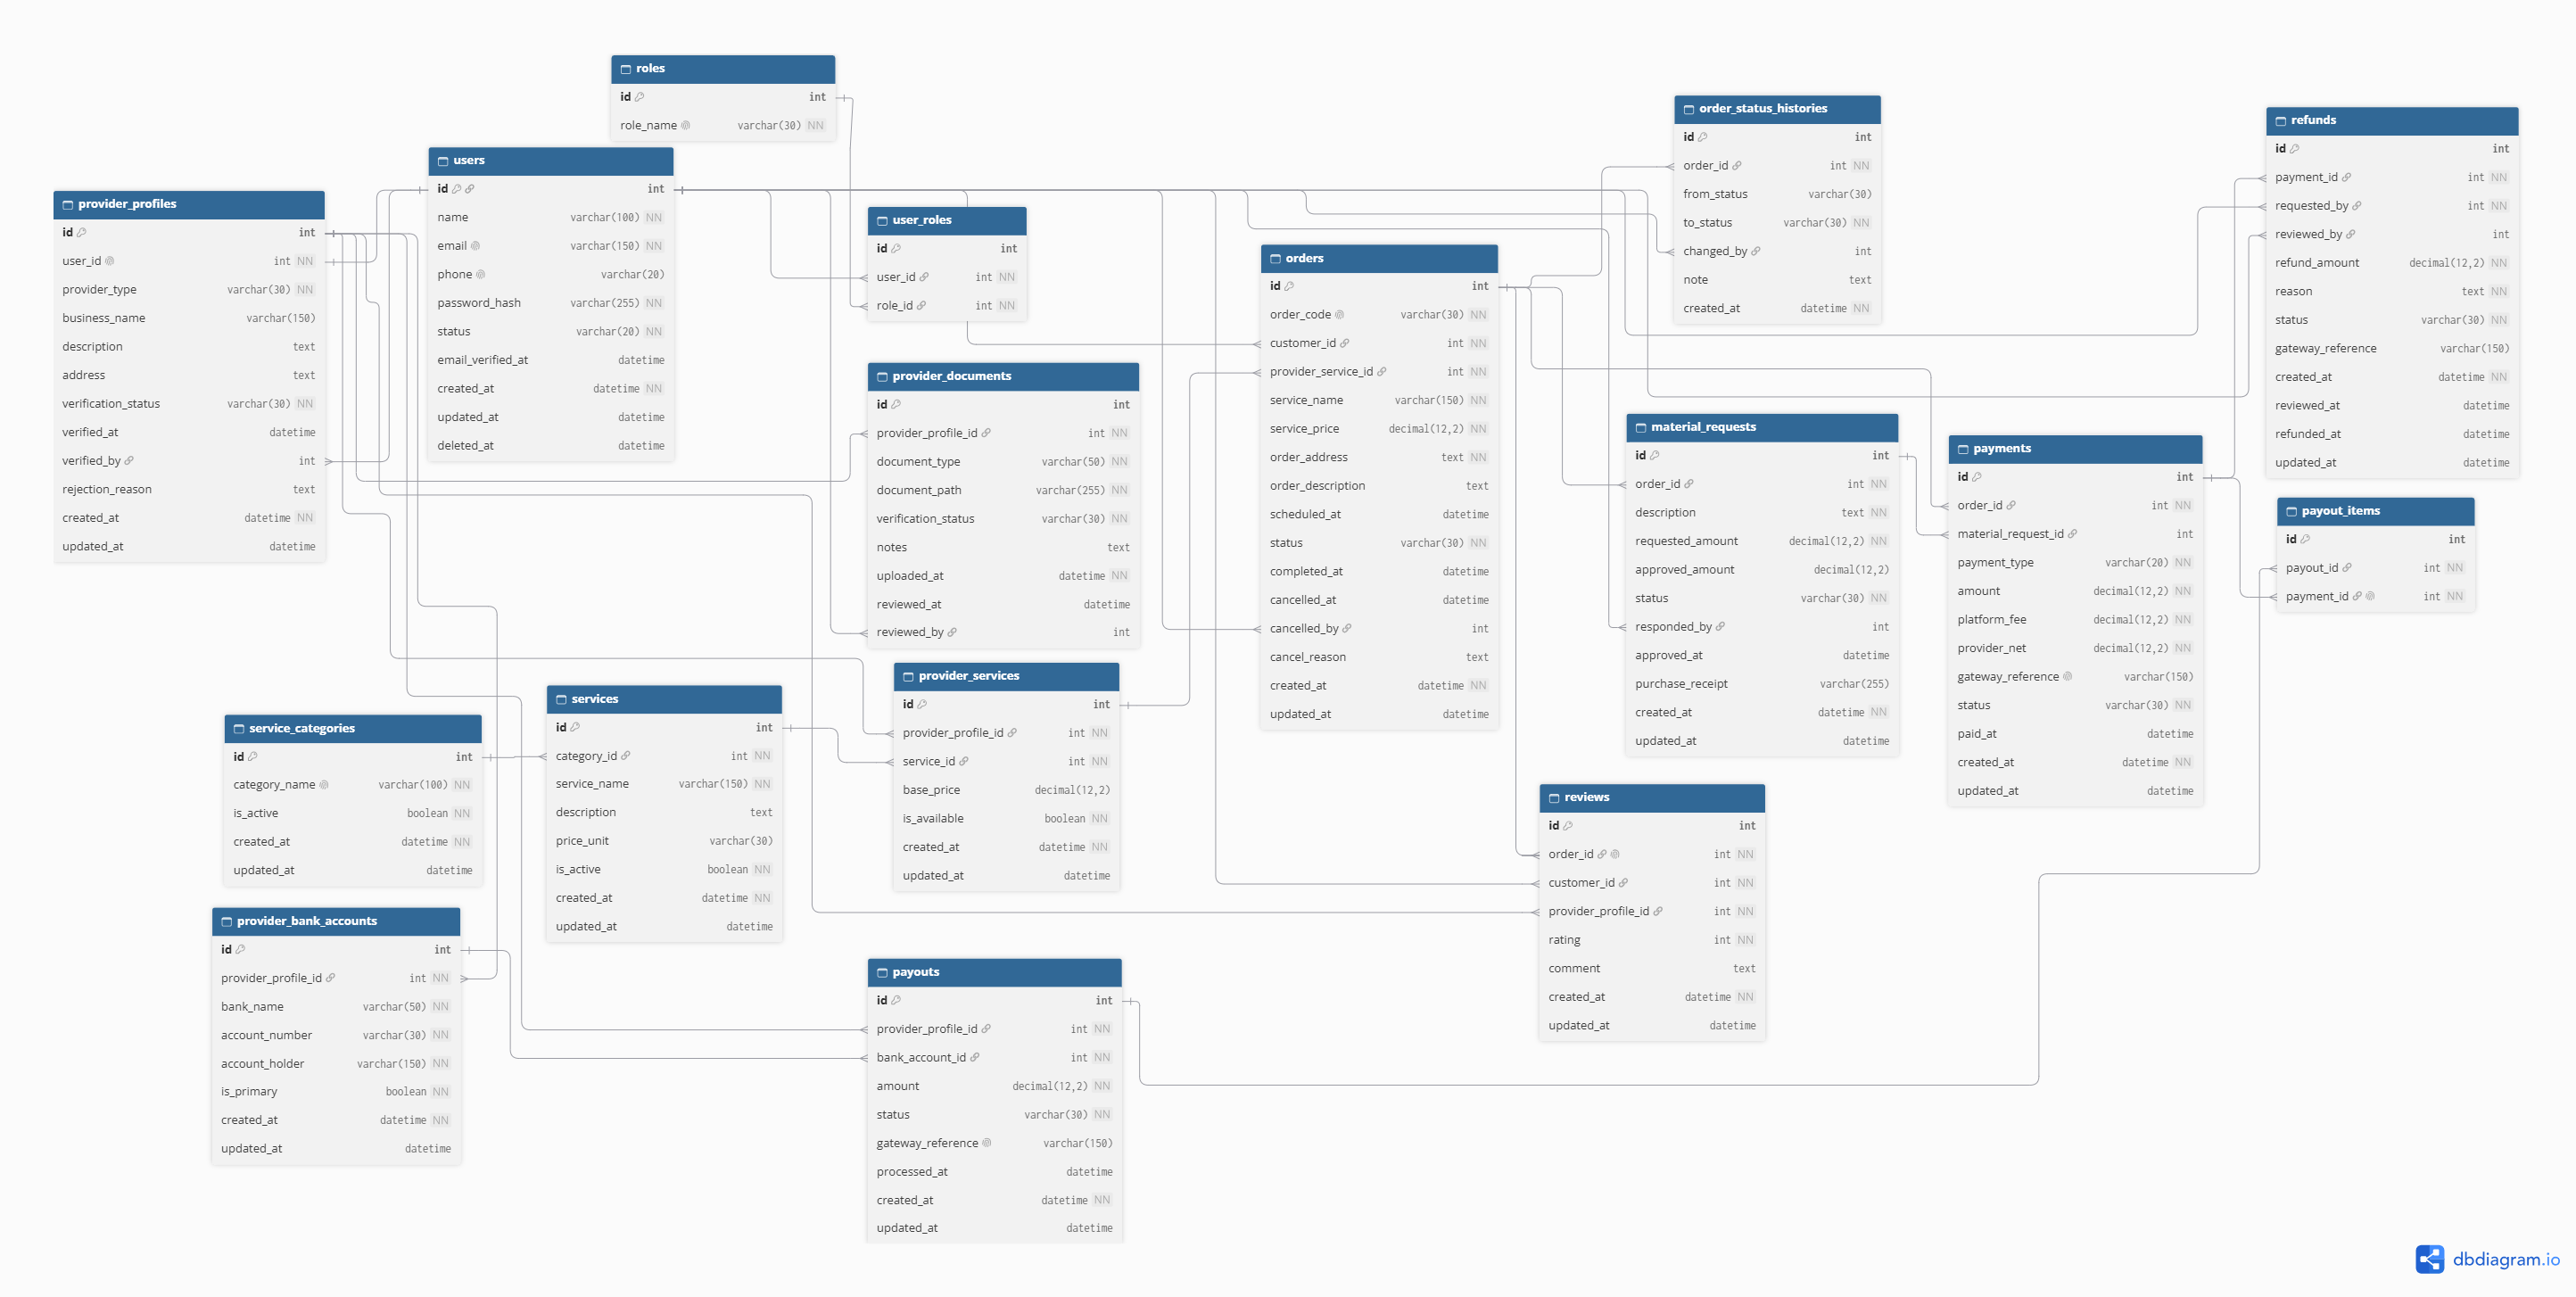 roles
id int
role_name varchar(30) NN
users
id int
name varchar(100) NN
email varchar(150) NN
phone varchar(20)
password_hash varchar(255) NN
status varchar(20) NN
email_verified_at datetime
created_at datetime NN
updated_at datetime
deleted_at datetime
provider_profiles
id int
user_id int NN
provider_type varchar(30) NN
business_name varchar(150)
description text
address text
verification_status varchar(30) NN
verified_at datetime
verified_by int
rejection_reason text
created_at datetime NN
updated_at datetime
user_roles
id int
user_id int NN
role_id int NN
provider_documents
id int
provider_profile_id int NN
document_type varchar(50) NN
document_path varchar(255) NN
verification_status varchar(30) NN
notes text
uploaded_at datetime NN
reviewed_at datetime
reviewed_by int
orders
id int
order_code varchar(30) NN
customer_id int NN
provider_service_id int NN
service_name varchar(150) NN
service_price decimal(12,2) NN
order_address text NN
order_description text
scheduled_at datetime
status varchar(30) NN
completed_at datetime
cancelled_at datetime
cancelled_by int
cancel_reason text
created_at datetime NN
updated_at datetime
order_status_histories
id int
order_id int NN
from_status varchar(30)
to_status varchar(30) NN
changed_by int
note text
created_at datetime NN
refunds
id int
payment_id int NN
requested_by int NN
reviewed_by int
refund_amount decimal(12,2) NN
reason text NN
status varchar(30) NN
gateway_reference varchar(150)
created_at datetime NN
reviewed_at datetime
refunded_at datetime
updated_at datetime
material_requests
id int
order_id int NN
description text NN
requested_amount decimal(12,2) NN
approved_amount decimal(12,2)
status varchar(30) NN
responded_by int
approved_at datetime
purchase_receipt varchar(255)
created_at datetime NN
updated_at datetime
payments
id int
order_id int NN
material_request_id int
payment_type varchar(20) NN
amount decimal(12,2) NN
platform_fee decimal(12,2) NN
provider_net decimal(12,2) NN
gateway_reference varchar(150)
status varchar(30) NN
paid_at datetime
created_at datetime NN
updated_at datetime
payout_items
id int
payout_id int NN
payment_id int NN
service_categories
id int
category_name varchar(100) NN
is_active boolean NN
created_at datetime NN
updated_at datetime
services
id int
category_id int NN
service_name varchar(150) NN
description text
price_unit varchar(30)
is_active boolean NN
created_at datetime NN
updated_at datetime
provider_services
id int
provider_profile_id int NN
service_id int NN
base_price decimal(12,2)
is_available boolean NN
created_at datetime NN
updated_at datetime
reviews
id int
order_id int NN
customer_id int NN
provider_profile_id int NN
rating int NN
comment text
created_at datetime NN
updated_at datetime
provider_bank_accounts
id int
provider_profile_id int NN
bank_name varchar(50) NN
account_number varchar(30) NN
account_holder varchar(150) NN
is_primary boolean NN
created_at datetime NN
updated_at datetime
payouts
id int
provider_profile_id int NN
bank_account_id int NN
amount decimal(12,2) NN
status varchar(30) NN
gateway_reference varchar(150)
processed_at datetime
created_at datetime NN
updated_at datetime
dbdiagram.io